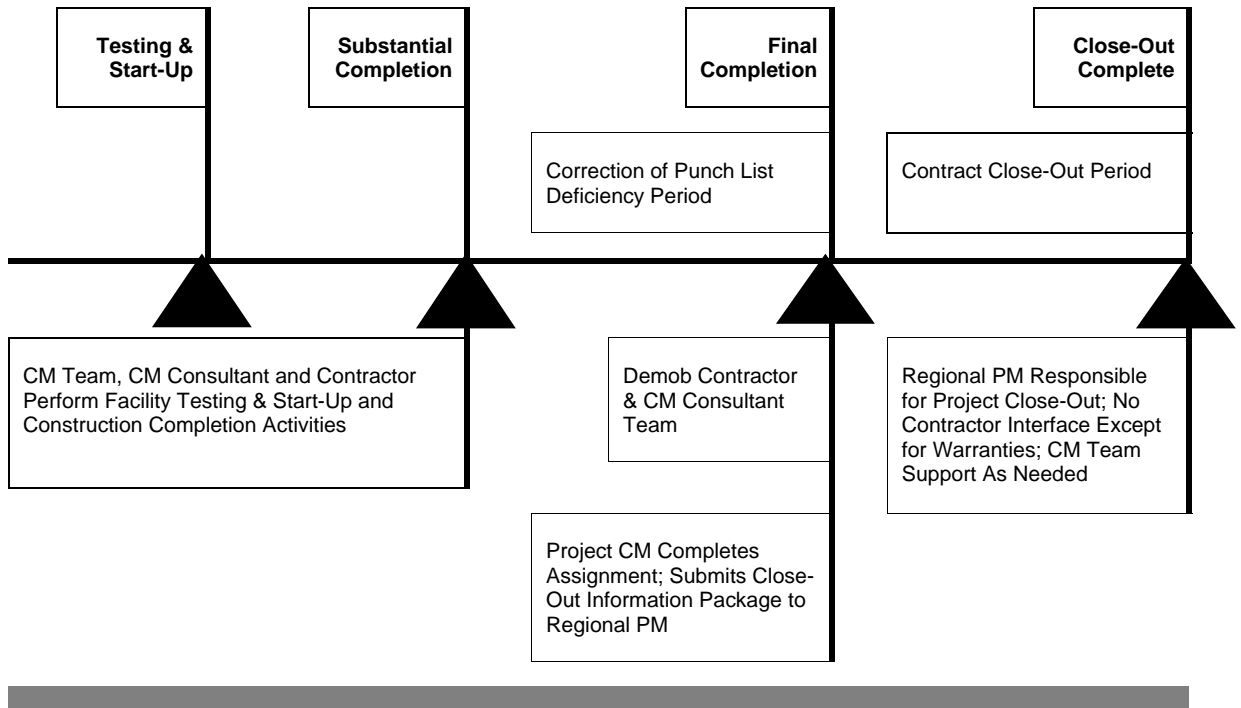 Testing &
Start-Up
Substantial
Completion
Final
Completion
Close-Out
Complete
Correction of Punch List
Deficiency Period
Contract Close-Out Period
CM Team, CM Consultant and Contractor
Perform Facility Testing & Start-Up and
Construction Completion Activities
Demob Contractor
& CM Consultant
Team
Regional PM Responsible
for Project Close-Out; No
Contractor Interface Except
for Warranties; CM Team
Support As Needed
Project CM Completes
Assignment; Submits Close-
Out Information Package to
Regional PM